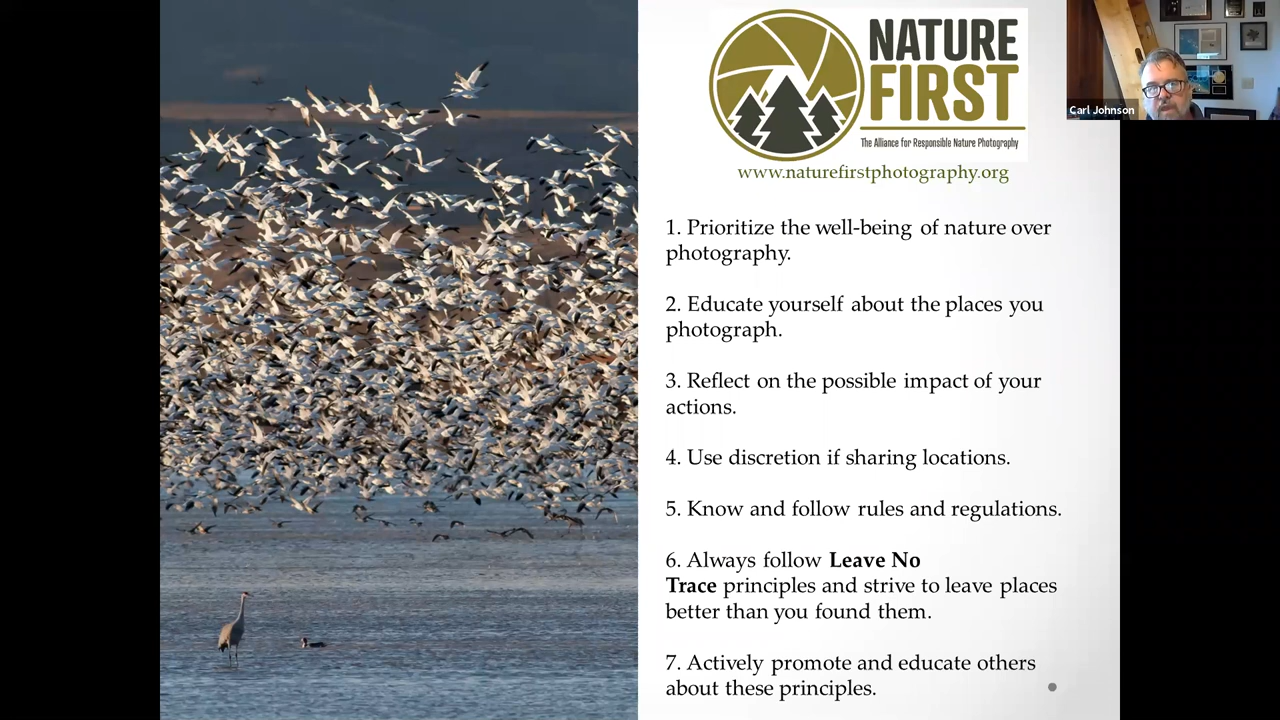 NATURE
FIRST
The Alliance for Responsible Nature Photography
www.naturefirstphotography.org
Carl Johnson
1. Prioritize the well-being of nature over
photography.
2. Educate yourself about the places you
photograph.
3. Reflect on the possible impact of your
actions.
4. Use discretion if sharing locations.
5. Know and follow rules and regulations.
6. Always follow Leave No
Trace principles and strive to leave places
better than you found them.
7. Actively promote and educate others
about these principles.